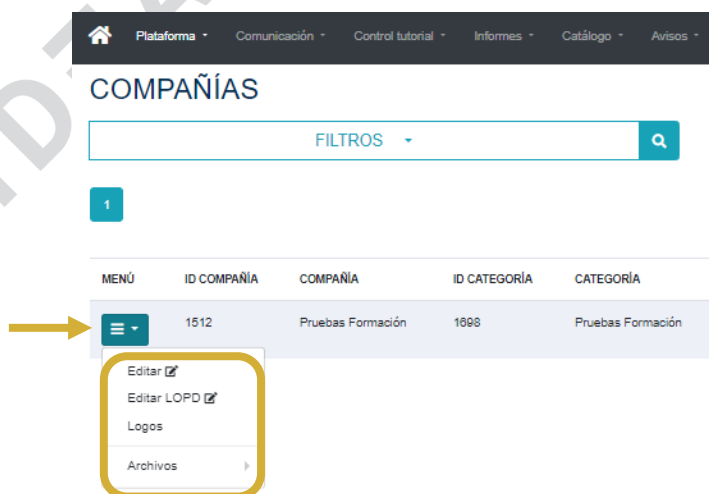 Plataforma Comunicación Control tutorial Informes Catálogo Avisos
COMPAÑÍAS
FILTROS
1
MENÚ ID COMPAÑÍA COMPAÑÍA ID CATEGORÍA CATEGORÍA
1512 Pruebas Formación 1698 Pruebas Formación
Editar
Editar LOPD
Logos
Archivos